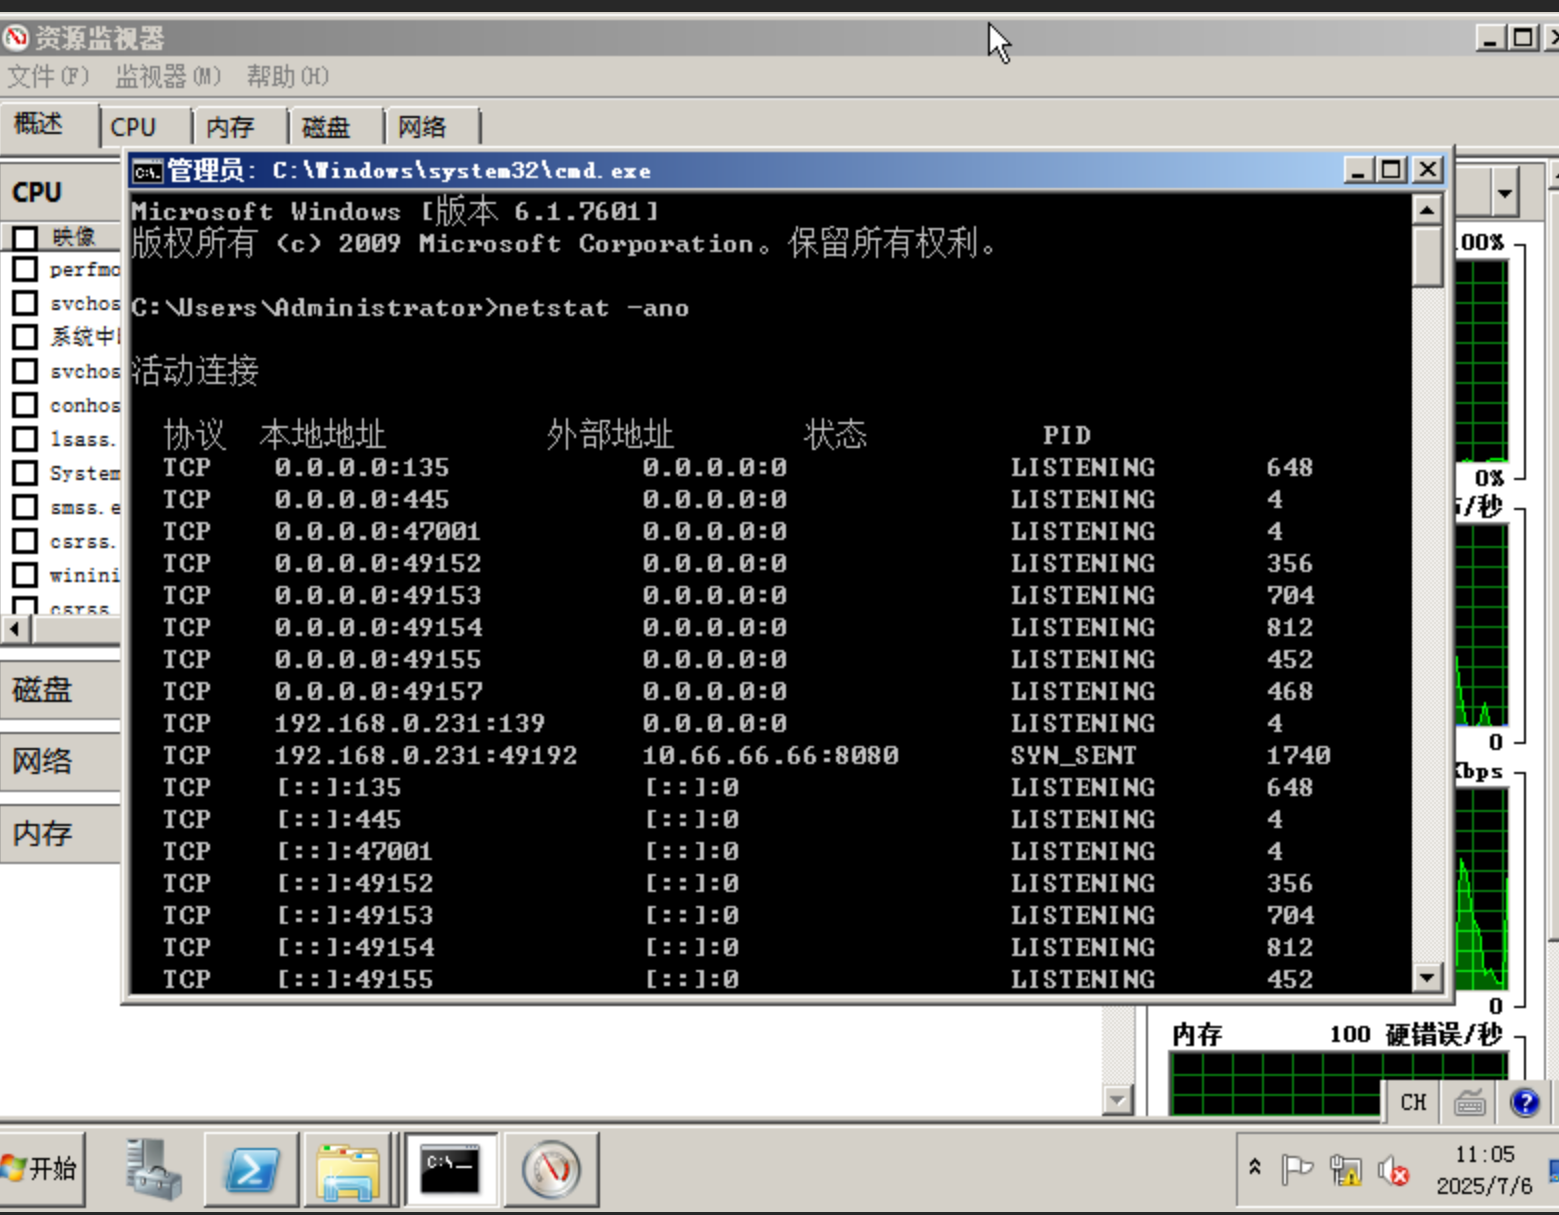 资源监视器
文件(F) 监视器(M) 帮助(H)
概述 CPU 内存 磁盘 网络
CPU
映像
perfmo
svchos
系统中
svchos
conhos
lsass.
System
smss.e
csrss.
winini
csrss
磁盘
网络
内存
管理员: C:\Windows\system32\cmd.exe
Microsoft Windows [版本 6.1.7601]
版权所有 (c) 2009 Microsoft Corporation。保留所有权利。
C:\Users\Administrator>netstat -ano
活动连接
协议 本地地址 外部地址 状态 PID
TCP 0.0.0.0:135 0.0.0.0:0 LISTENING 648
TCP 0.0.0.0:445 0.0.0.0:0 LISTENING 4
TCP 0.0.0.0:47001 0.0.0.0:0 LISTENING 4
TCP 0.0.0.0:49152 0.0.0.0:0 LISTENING 356
TCP 0.0.0.0:49153 0.0.0.0:0 LISTENING 704
TCP 0.0.0.0:49154 0.0.0.0:0 LISTENING 812
TCP 0.0.0.0:49155 0.0.0.0:0 LISTENING 452
TCP 0.0.0.0:49157 0.0.0.0:0 LISTENING 468
TCP 192.168.0.231:139 0.0.0.0:0 LISTENING 4
TCP 192.168.0.231:49192 10.66.66.66:8080 SYN_SENT 1740
TCP [::]:135 [::]:0 LISTENING 648
TCP [::]:445 [::]:0 LISTENING 4
TCP [::]:47001 [::]:0 LISTENING 4
TCP [::]:49152 [::]:0 LISTENING 356
TCP [::]:49153 [::]:0 LISTENING 704
TCP [::]:49154 [::]:0 LISTENING 812
TCP [::]:49155 [::]:0 LISTENING 452
00%
0%
/秒
0
Kbps
0
内存 100 硬错误/秒
CH
开始
C:\_
11:05
2025/7/6